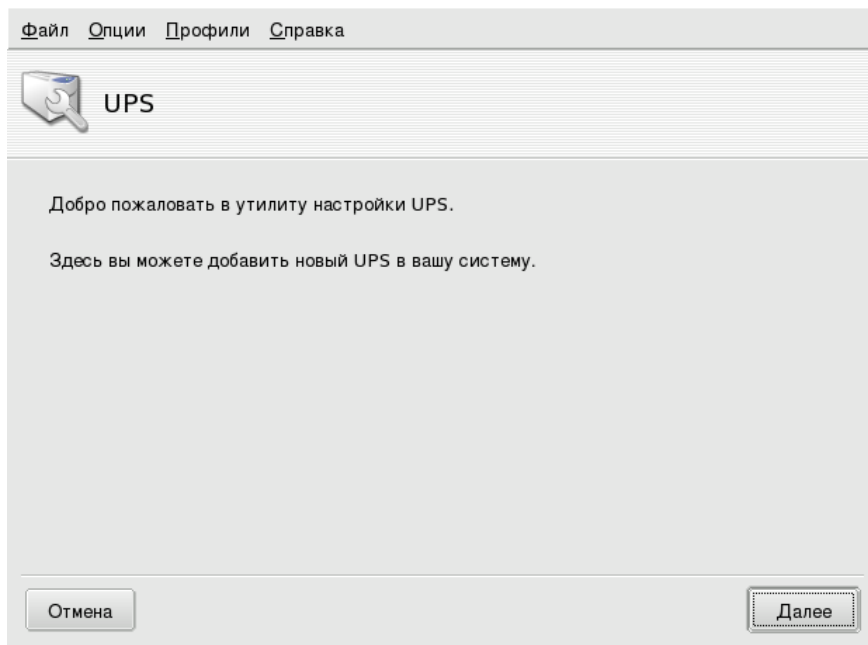 Файл Опции Профили Справка
UPS
Добро пожаловать в утилиту настройки UPS.
Здесь вы можете добавить новый UPS в вашу систему.
Отмена
Далее